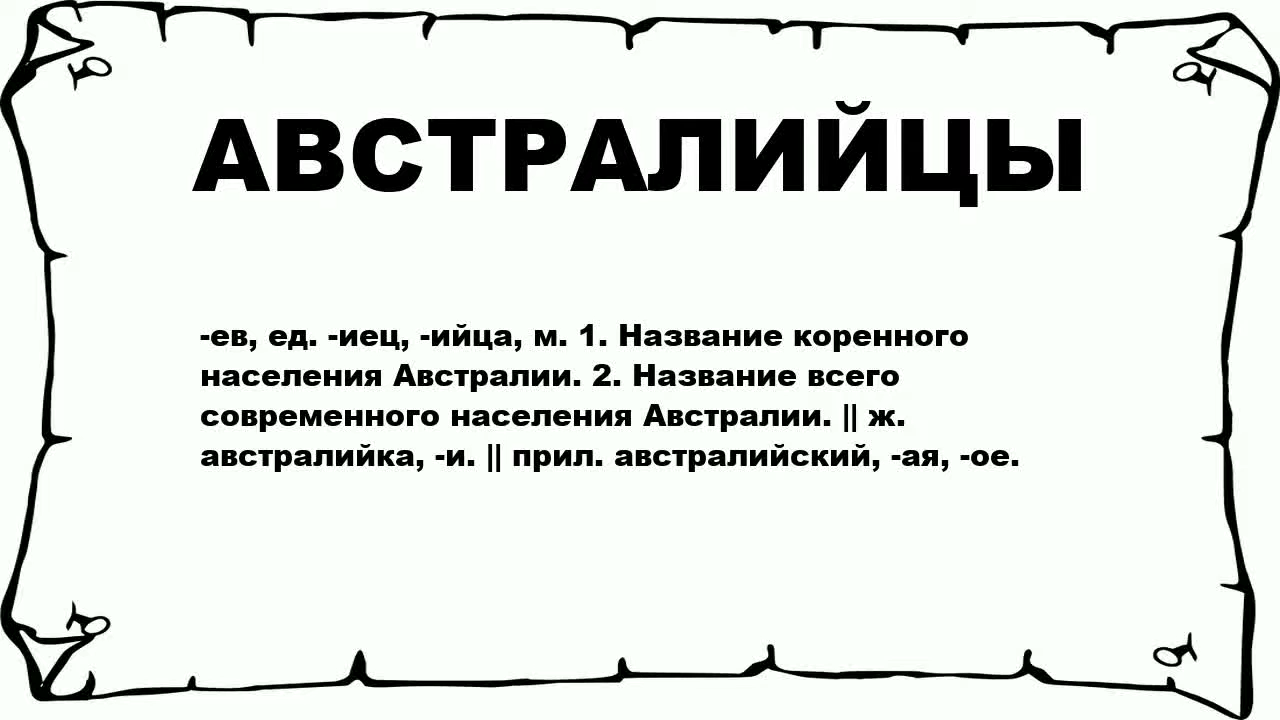 АВСТРАЛИЙЦЫ
-ев, ед. -иец, -ийца, м. 1. Название коренного
населения Австралии. 2. Название всего
современного населения Австралии. || ж.
австралийка, -и. || прил. австралийский, -ая, -ое.